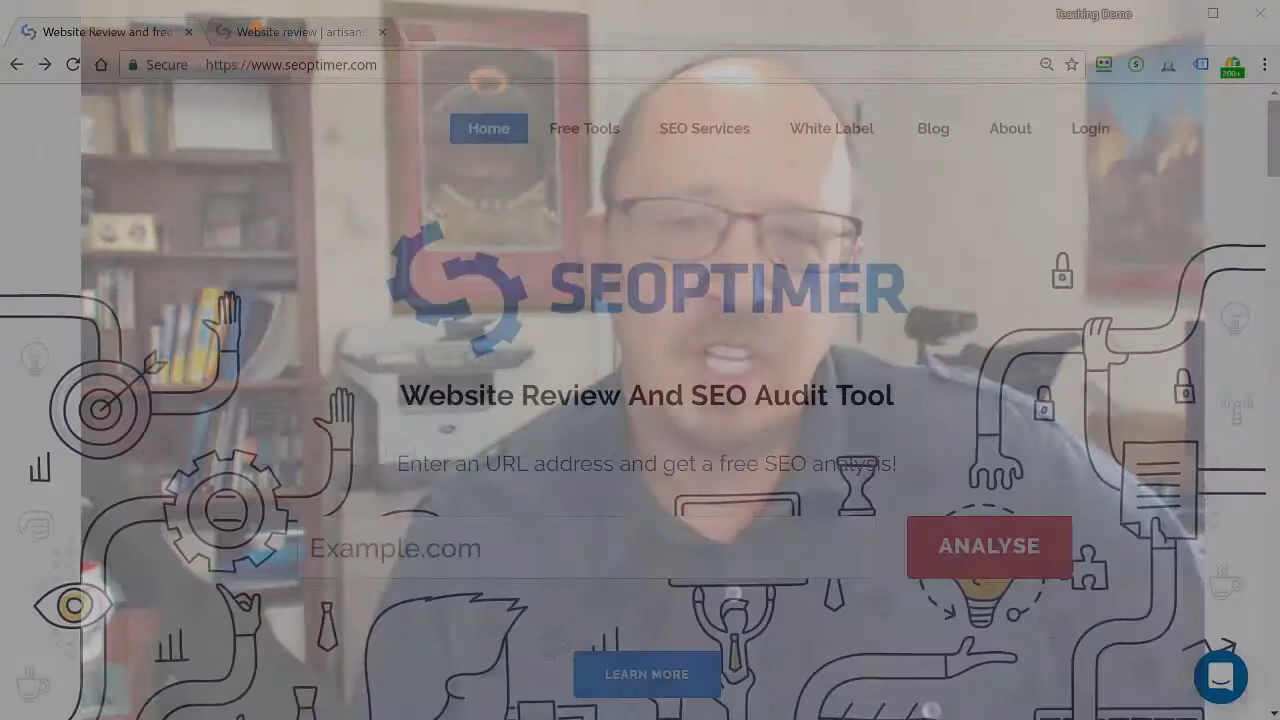 Teaching Demo
Website Review and free
Website review | artisan
Secure https://www.seoptimer.com
200+
Home Free Tools SEO Services White Label Blog About Login
SEOPTIMER
Website Review And SEO Audit Tool
Enter an URL address and get a free SEO analysis!
Example.com ANALYSE
LEARN MORE